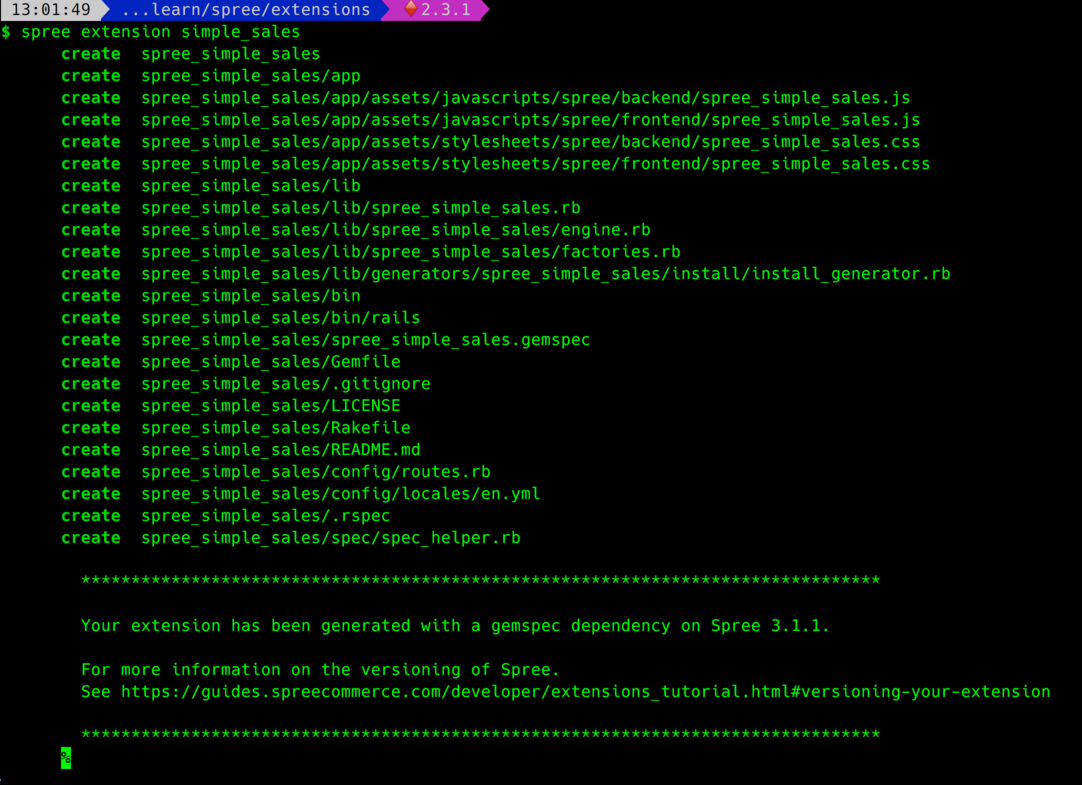 13:01:49 ...learn/spree/extensions 2.3.1
$ spree extension simple_sales
create spree_simple_sales
create spree_simple_sales/app
create spree_simple_sales/app/assets/javascripts/spree/backend/spree_simple_sales.js
create spree_simple_sales/app/assets/javascripts/spree/frontend/spree_simple_sales.js
create spree_simple_sales/app/assets/stylesheets/spree/backend/spree_simple_sales.css
create spree_simple_sales/app/assets/stylesheets/spree/frontend/spree_simple_sales.css
create spree_simple_sales/lib
create spree_simple_sales/lib/spree_simple_sales.rb
create spree_simple_sales/lib/spree_simple_sales/engine.rb
create spree_simple_sales/lib/spree_simple_sales/factories.rb
create spree_simple_sales/lib/generators/spree_simple_sales/install/install_generator.rb
create spree_simple_sales/bin
create spree_simple_sales/bin/rails
create spree_simple_sales/spree_simple_sales.gemspec
create spree_simple_sales/Gemfile
create spree_simple_sales/.gitignore
create spree_simple_sales/LICENSE
create spree_simple_sales/Rakefile
create spree_simple_sales/README.md
create spree_simple_sales/config/routes.rb
create spree_simple_sales/config/locales/en.yml
create spree_simple_sales/.rspec
create spree_simple_sales/spec/spec_helper.rb
********************************************************************************
Your extension has been generated with a gemspec dependency on Spree 3.1.1.
For more information on the versioning of Spree.
See https://guides.spreecommerce.com/developer/extensions_tutorial.html#versioning-your-extension
********************************************************************************
%